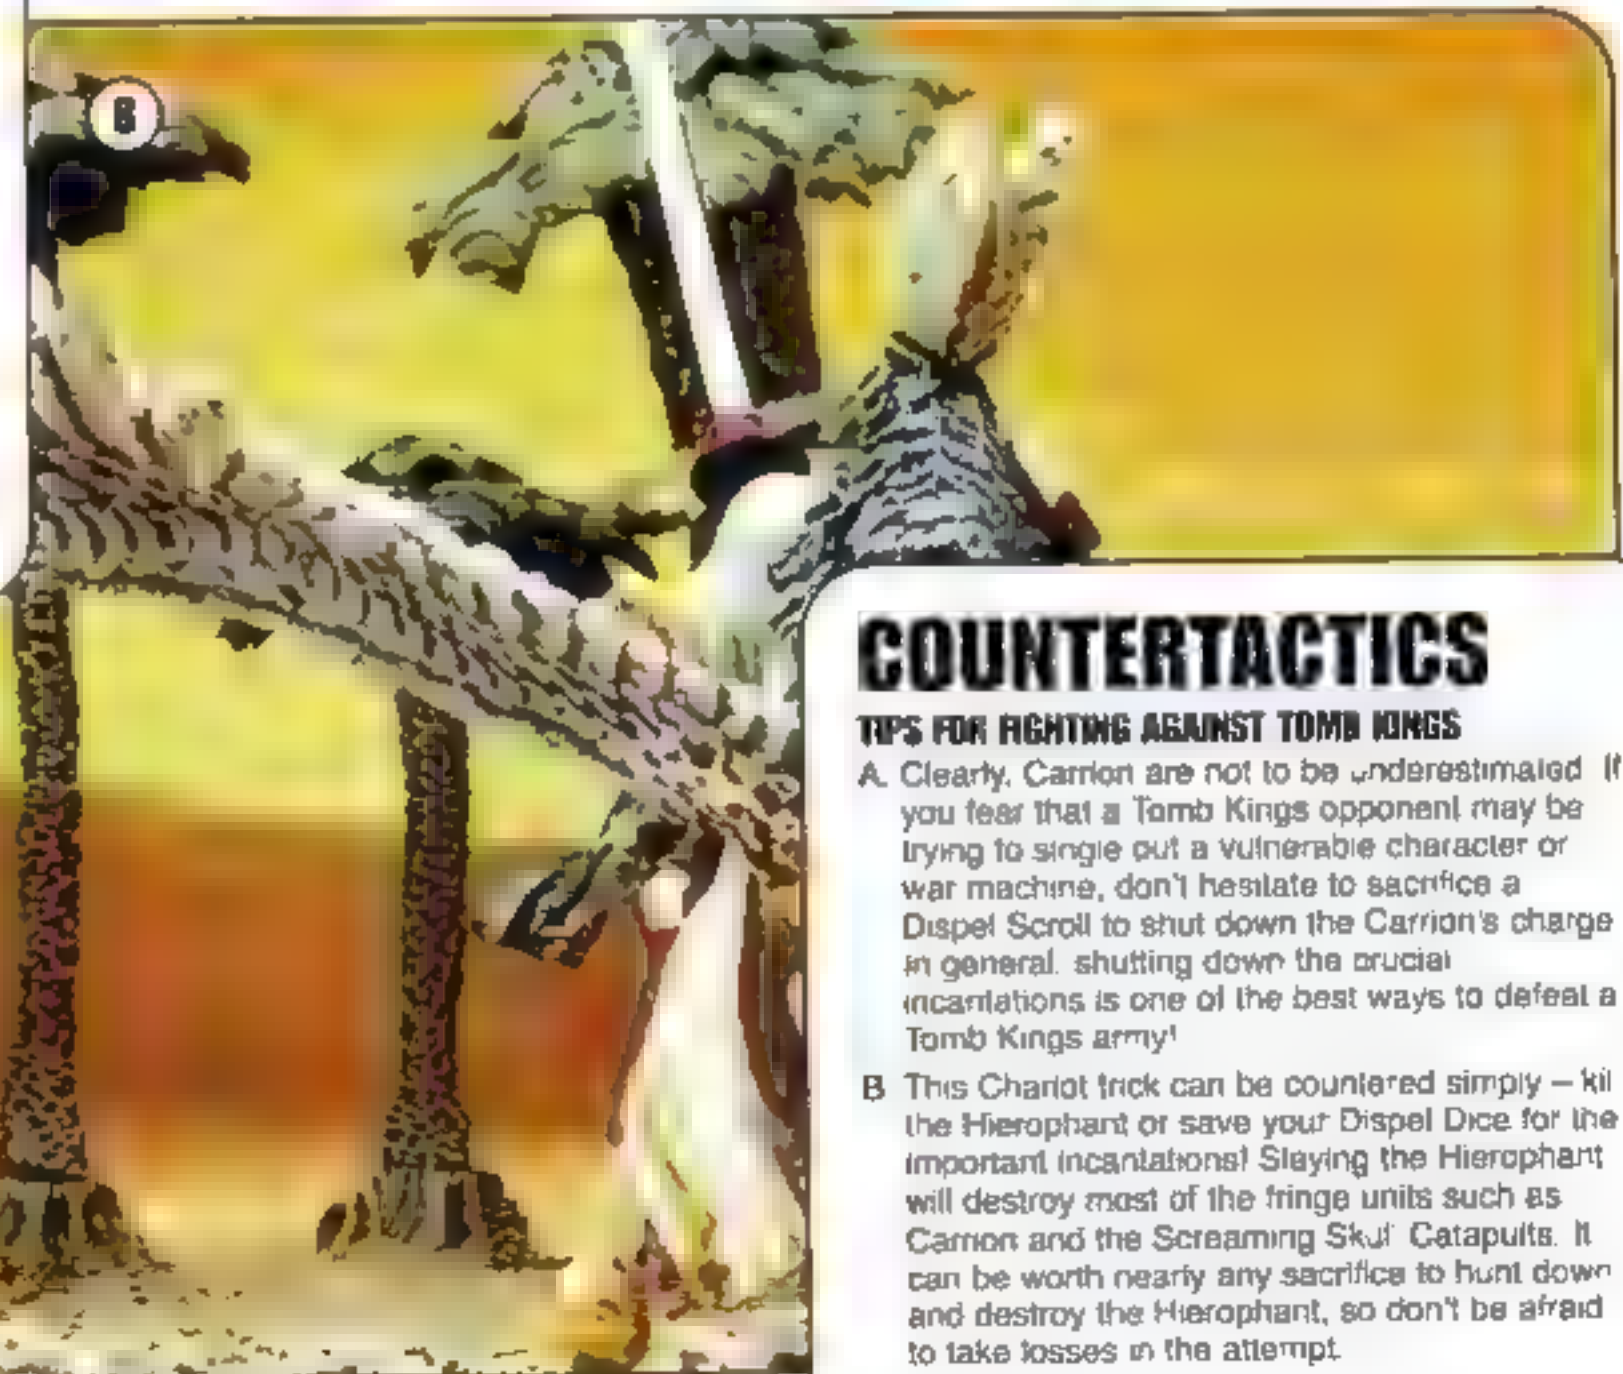 B
COUNTERTACTICS
TIPS FOR FIGHTING AGAINST TOMB KINGS
A. Clearly, Carrion are not to be underestimated. If
you fear that a Tomb Kings opponent may be
trying to single out a vulnerable character or
war machine, don't hesitate to sacrifice a
Dispel Scroll to shut down the Carrion's charge
in general. shutting down the crucial
incantations is one of the best ways to defeat a
Tomb Kings army!
B This Chariot trick can be countered simply – kil
the Hierophant or save your Dispel Dice for the
important incantations! Slaying the Hierophant
will destroy most of the fringe units such as
Carrion and the Screaming Skull Catapults. It
can be worth nearly any sacrifice to hunt down
and destroy the Hierophant, so don't be afraid
to take losses in the attempt.